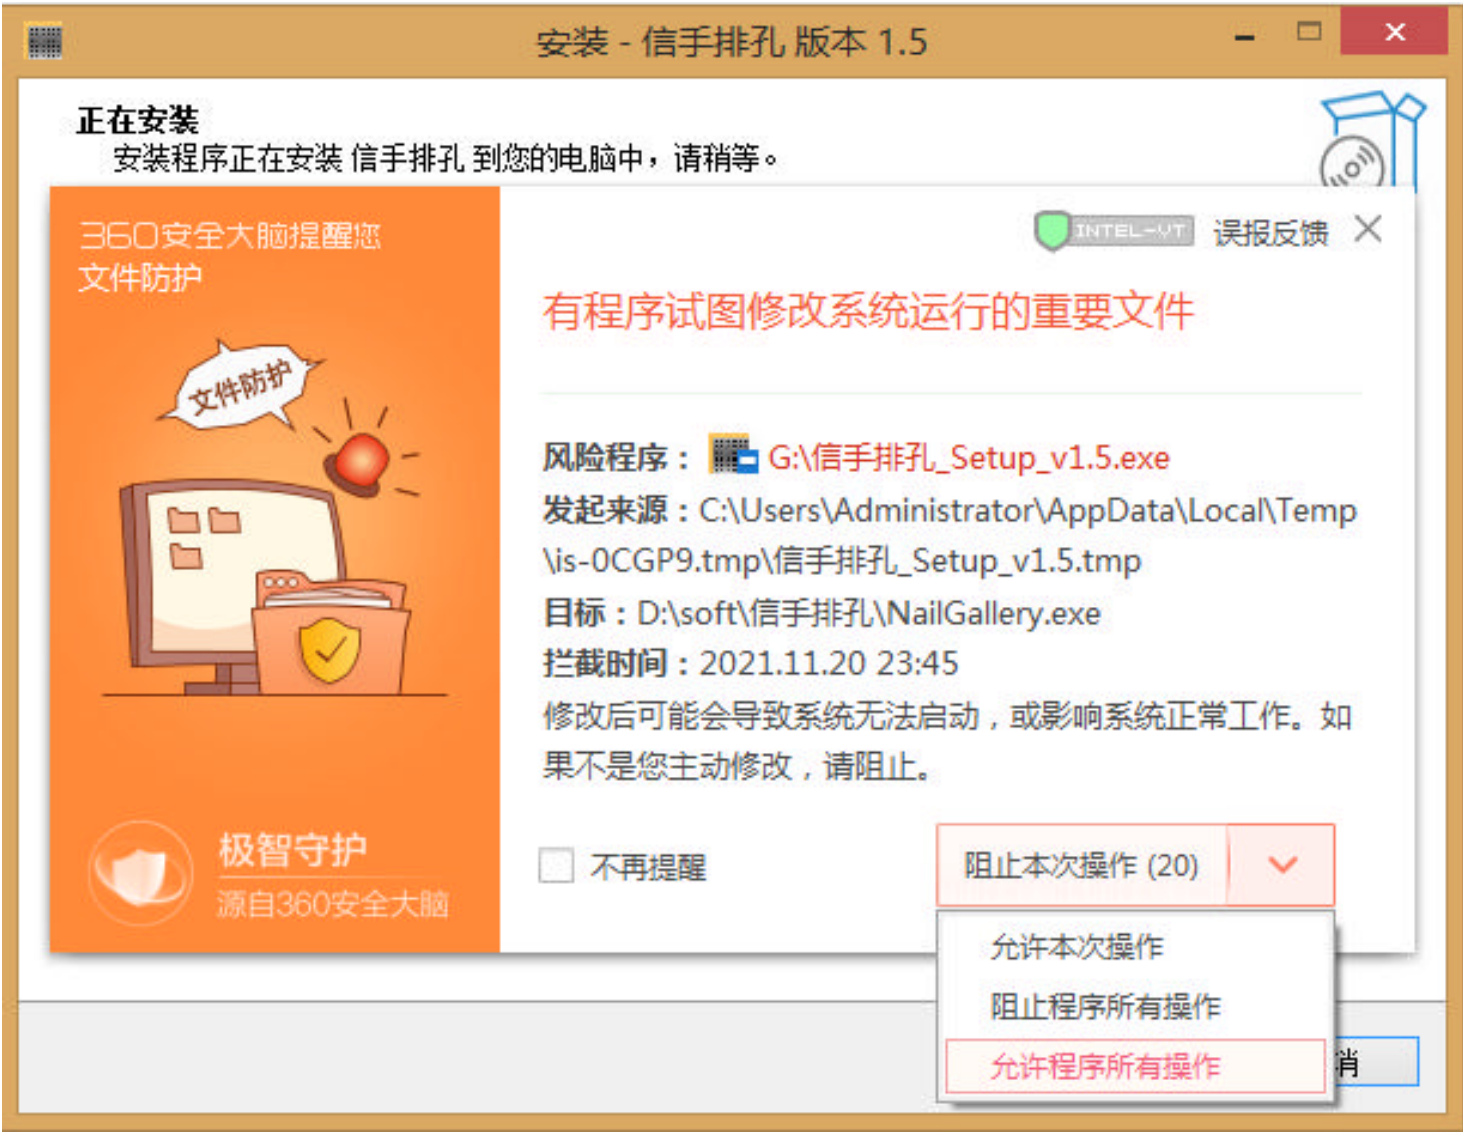 安装 - 信手排孔 版本 1.5
正在安装
安装程序正在安装 信手排孔 到您的电脑中，请稍等。
360安全大脑提醒您
文件防护
文件防护
极智守护
源自360安全大脑
INTEL-VT 误报反馈
有程序试图修改系统运行的重要文件
风险程序： G:\信手排孔_Setup_v1.5.exe
发起来源：C:\Users\Administrator\AppData\Local\Temp
\is-0CGP9.tmp\信手排孔_Setup_v1.5.tmp
目标：D:\soft\信手排孔\NailGallery.exe
拦截时间：2021.11.20 23:45
修改后可能会导致系统无法启动，或影响系统正常工作。如
果不是您主动修改，请阻止。
不再提醒
阻止本次操作 (20)
允许本次操作
阻止程序所有操作
允许程序所有操作
消